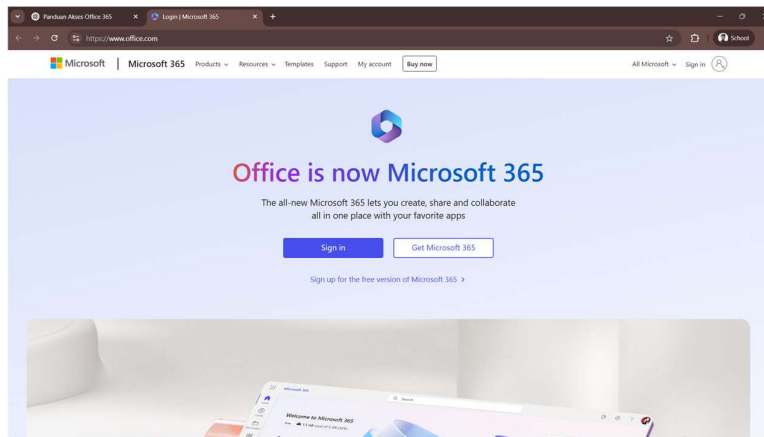 Panduan Akses Office 365
Login | Microsoft 365
https://www.office.com
School
Microsoft
Microsoft 365
Products
Resources
Templates
Support
My account
Buy now
All Microsoft
Sign in
Office is now Microsoft 365
The all-new Microsoft 365 lets you create, share and collaborate
all in one place with your favorite apps
Sign in
Get Microsoft 365
Sign up for the free version of Microsoft 365
Microsoft 365
Search
Welcome to Microsoft 365